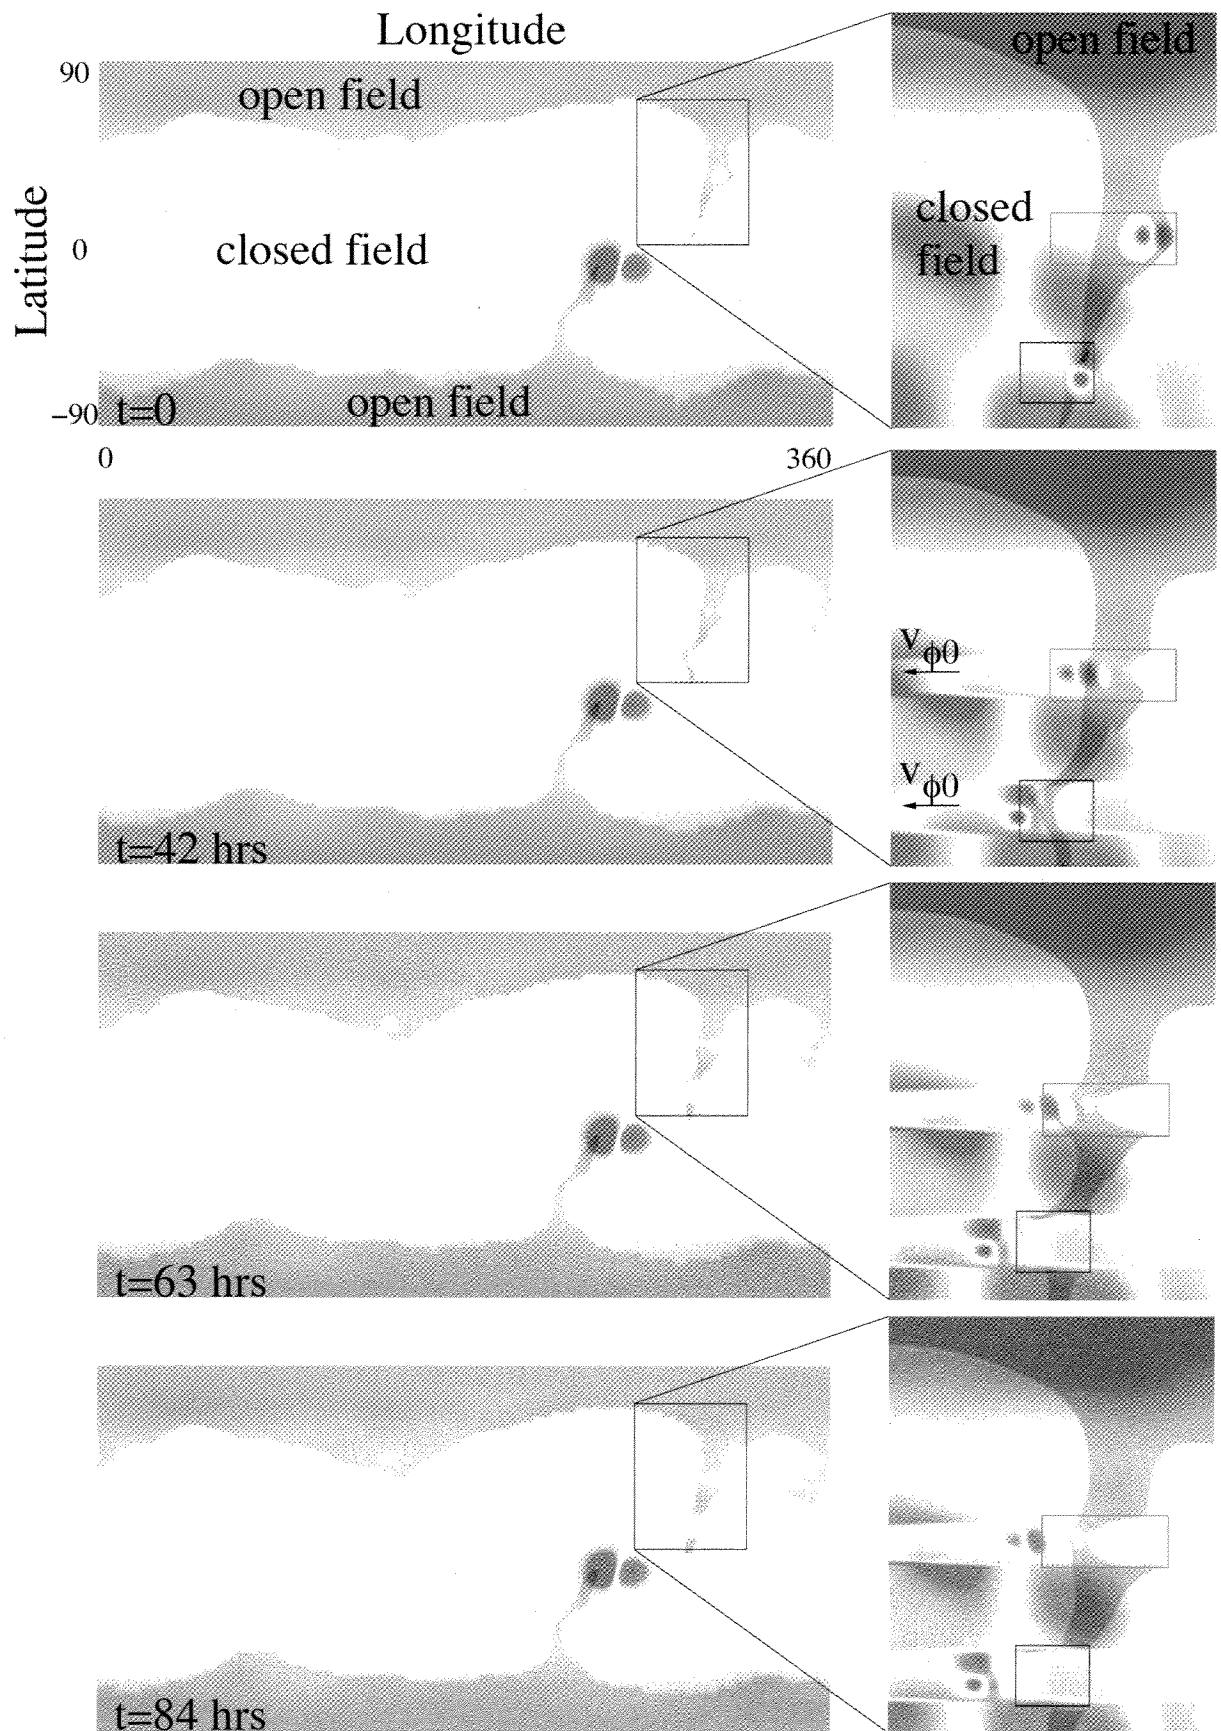 Longitude
open field
90
open field
Latitude
closed
field
0
closed field
-90
t=0
open field
0
360
vϕ0
vϕ0
t=42 hrs
t=63 hrs
t=84 hrs